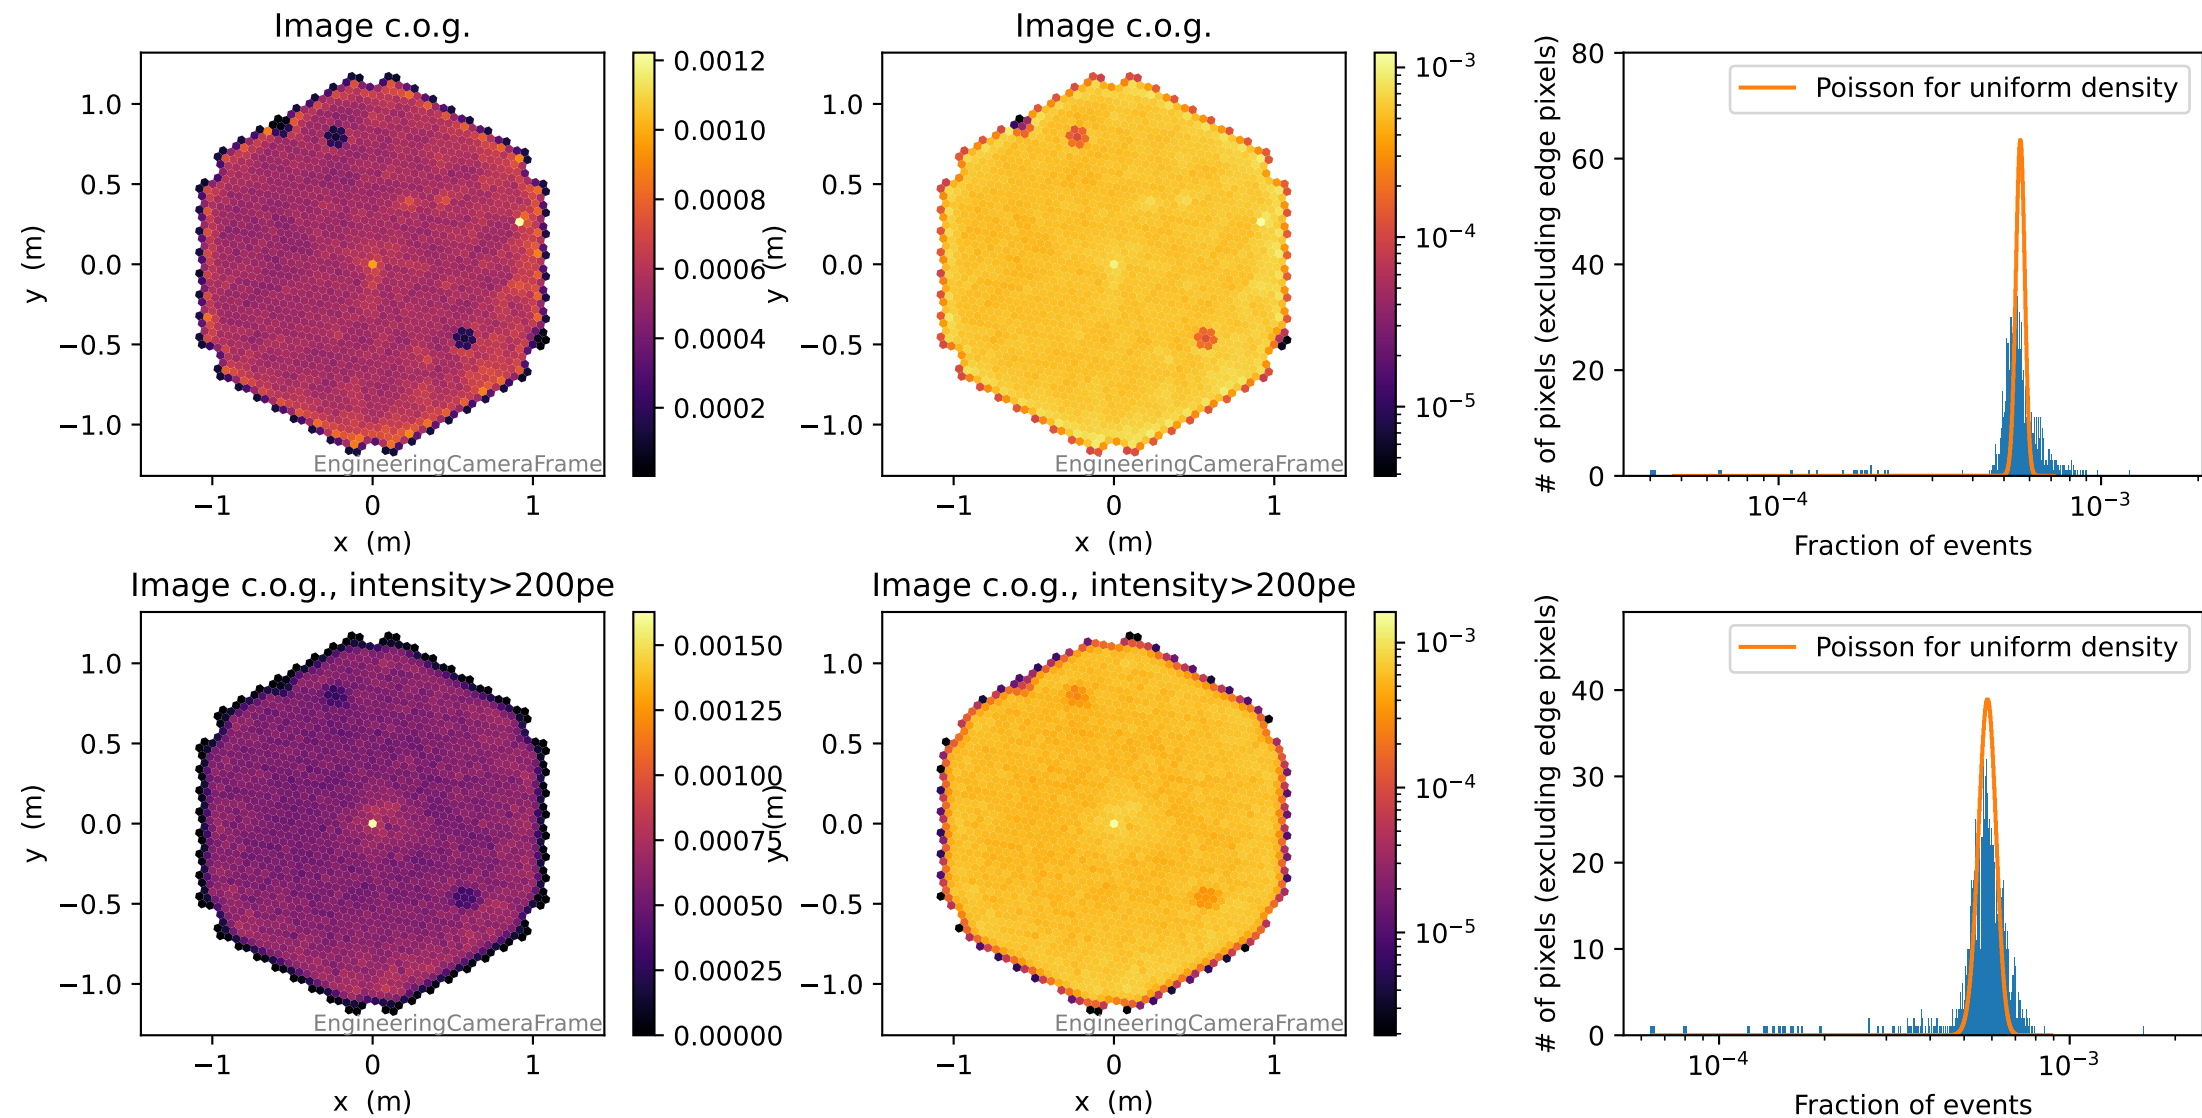 Image c.o.g.
1.0
0.5
0.0
−0.5
−1.0
y (m)
−1 0 1
x (m)
EngineeringCameraFrame
0.0012
0.0010
0.0008
0.0006
0.0004
0.0002
Image c.o.g.
1.0
0.5
0.0
−0.5
−1.0
y (m)
−1 0 1
x (m)
EngineeringCameraFrame
10⁻³
10⁻⁴
10⁻⁵
80
60
40
20
0
# of pixels (excluding edge pixels)
Poisson for uniform density
10⁻⁴ 10⁻³
Fraction of events
Image c.o.g., intensity>200pe
1.0
0.5
0.0
−0.5
−1.0
y (m)
−1 0 1
x (m)
EngineeringCameraFrame
0.00150
0.00125
0.00100
0.00075
0.00050
0.00025
0.00000
Image c.o.g., intensity>200pe
1.0
0.5
0.0
−0.5
−1.0
y (m)
−1 0 1
x (m)
EngineeringCameraFrame
10⁻³
10⁻⁴
10⁻⁵
40
30
20
10
0
# of pixels (excluding edge pixels)
Poisson for uniform density
10⁻⁴ 10⁻³
Fraction of events